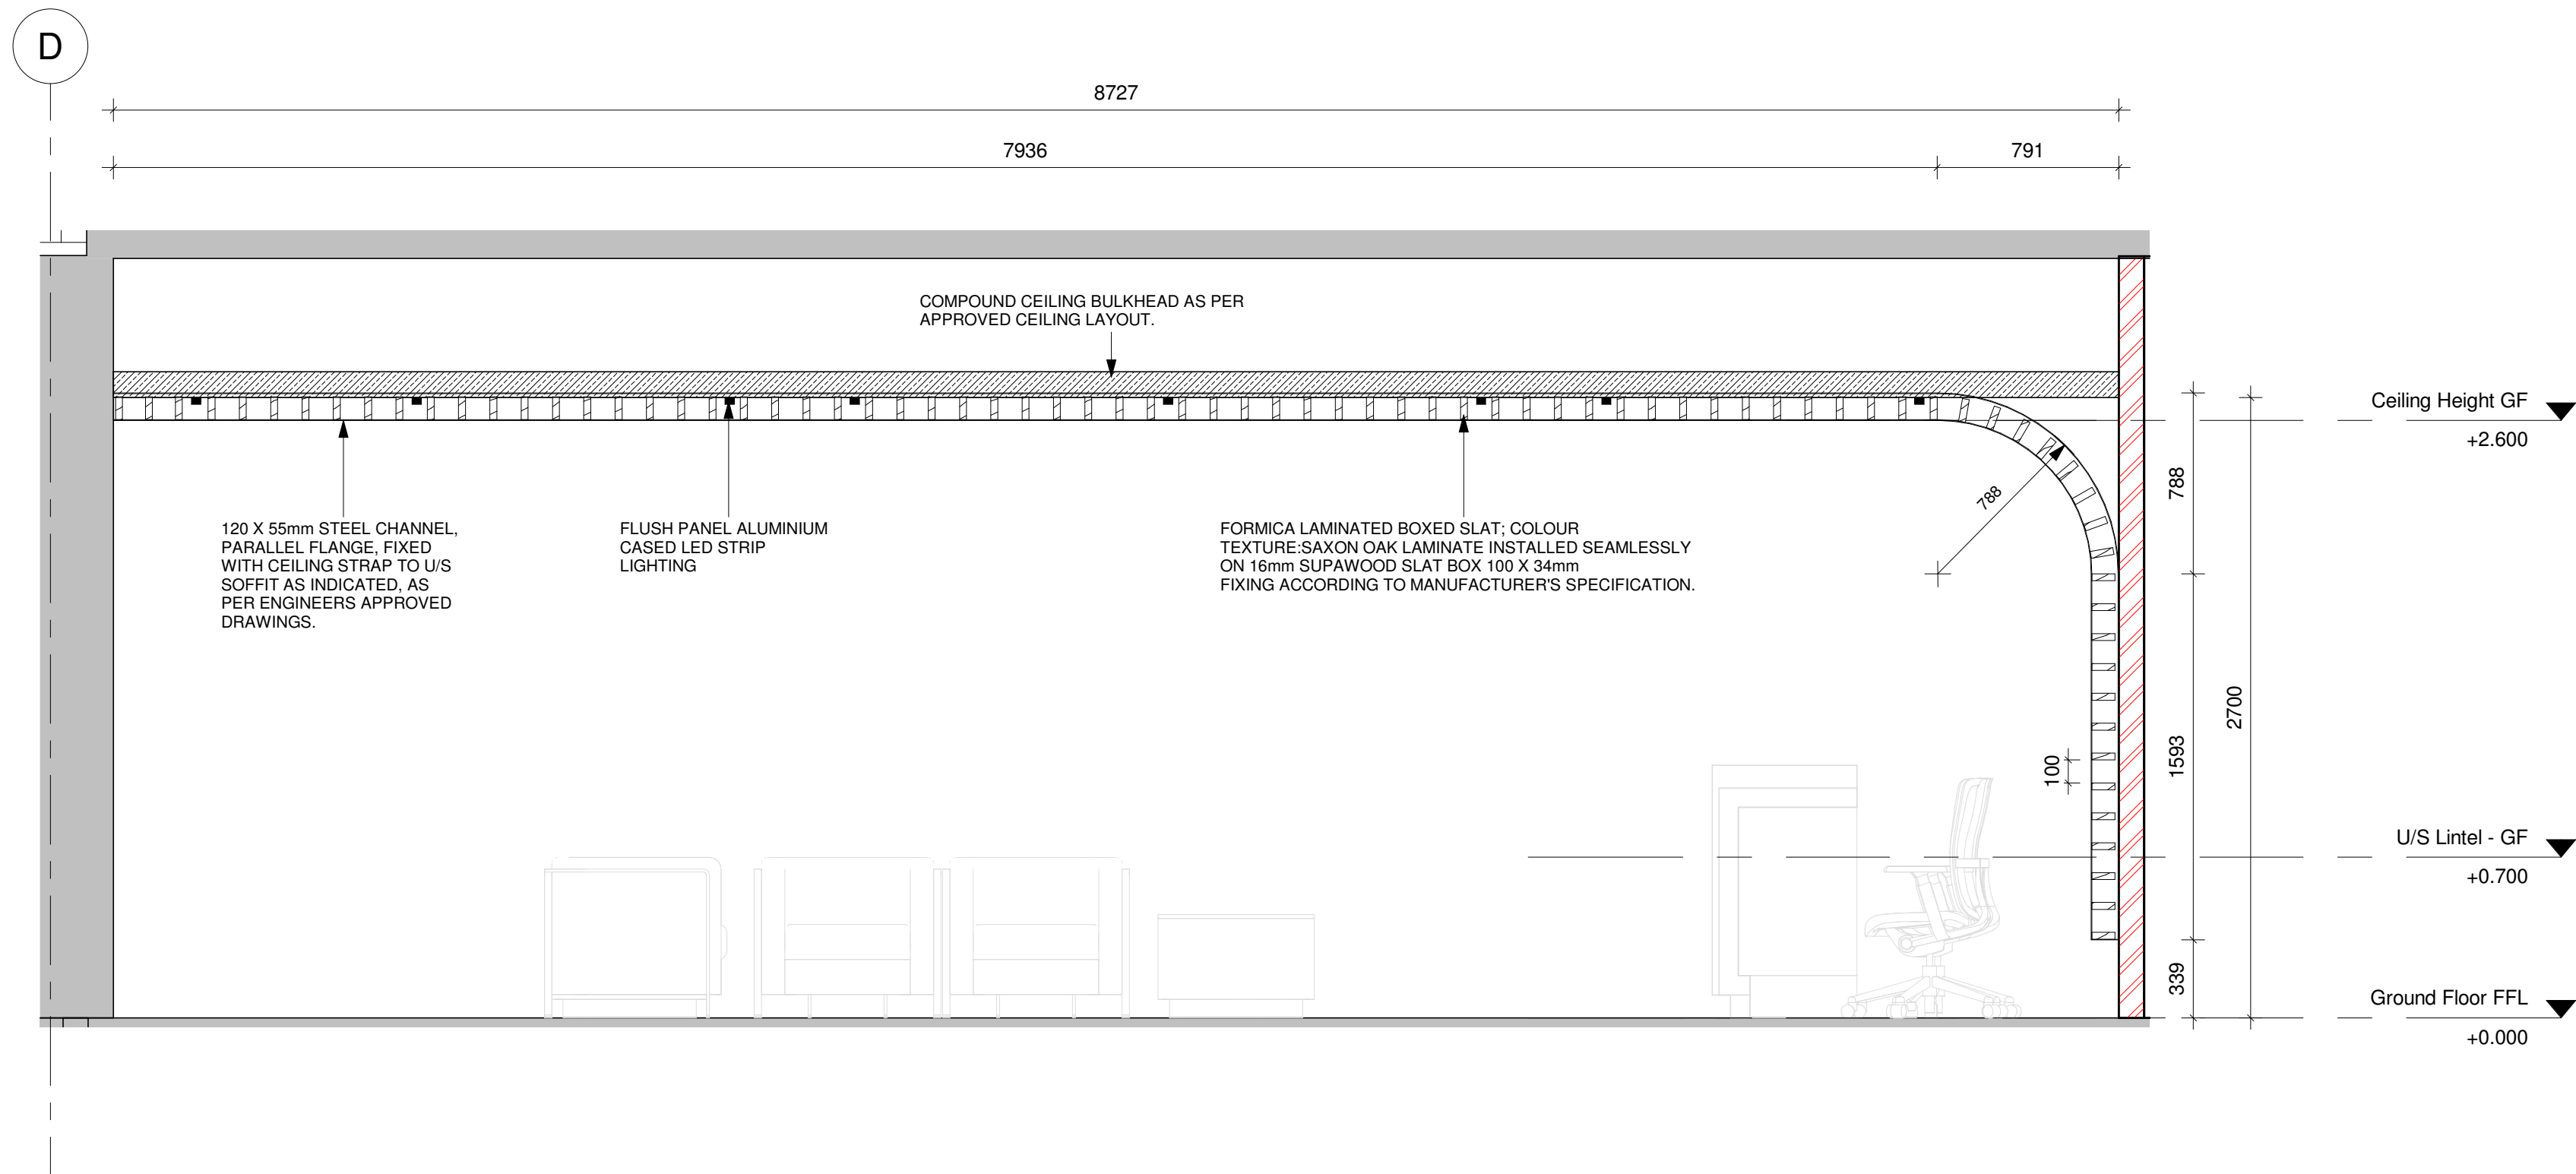 D
8727
7936
791
COMPOUND CEILING BULKHEAD AS PER
APPROVED CEILING LAYOUT.
Ceiling Height GF
+2.600
788
788
120 X 55mm STEEL CHANNEL,
PARALLEL FLANGE, FIXED
WITH CEILING STRAP TO U/S
SOFFIT AS INDICATED, AS
PER ENGINEERS APPROVED
DRAWINGS.
FLUSH PANEL ALUMINIUM
CASED LED STRIP
LIGHTING
FORMICA LAMINATED BOXED SLAT; COLOUR
TEXTURE:SAXON OAK LAMINATE INSTALLED SEAMLESSLY
ON 16mm SUPAWOOD SLAT BOX 100 X 34mm
FIXING ACCORDING TO MANUFACTURER'S SPECIFICATION.
2700
1593
100
U/S Lintel - GF
+0.700
339
Ground Floor FFL
+0.000